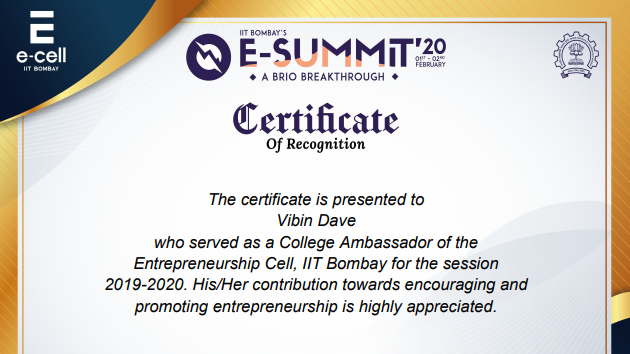 e-cell
IIT BOMBAY
IIT BOMBAY'S
E-SUMMIT'20
01ST - 02ND
FEBRUARY
A BRIO BREAKTHROUGH
Certificate
Of Recognition
The certificate is presented to
Vibin Dave
who served as a College Ambassador of the
Entrepreneurship Cell, IIT Bombay for the session
2019-2020. His/Her contribution towards encouraging and
promoting entrepreneurship is highly appreciated.